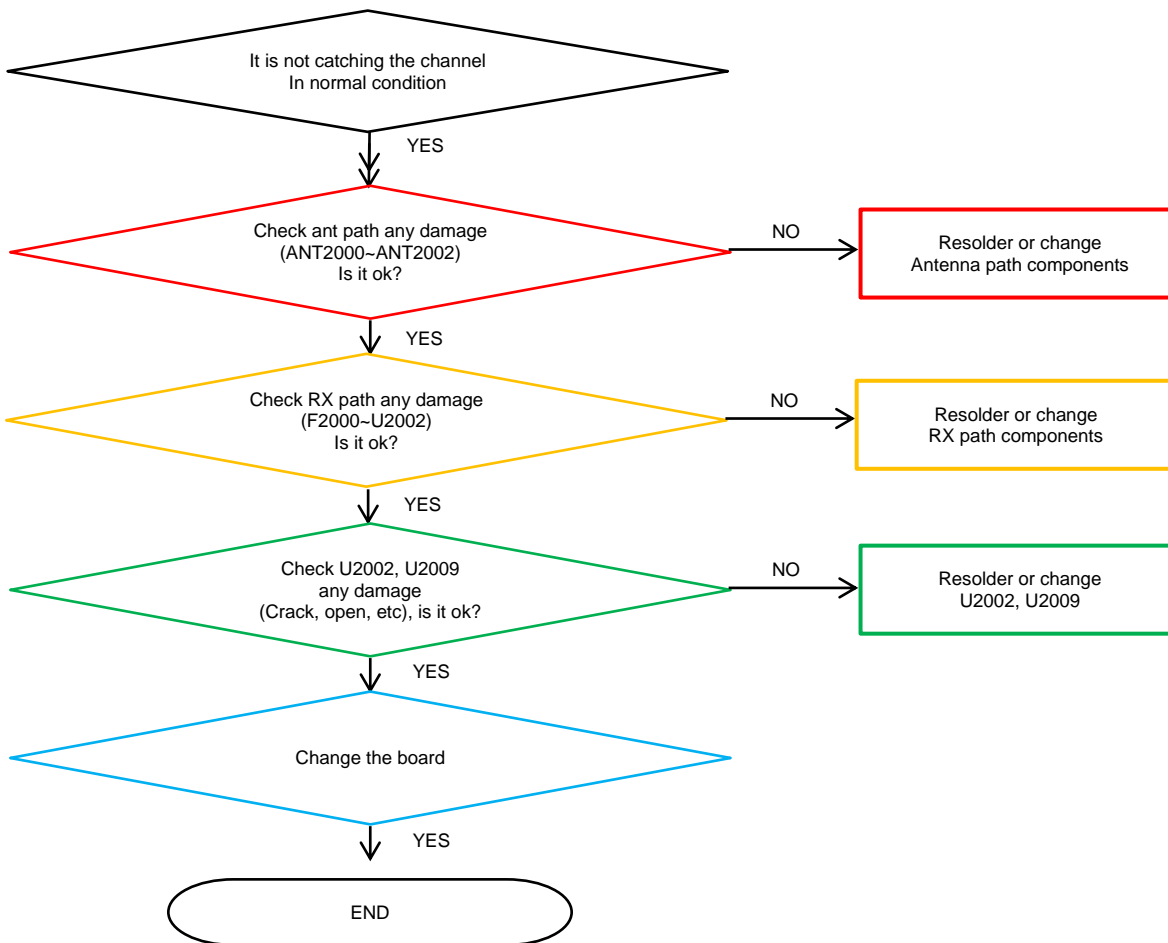 It is not catching the channel
In normal condition
YES
Check ant path any damage
(ANT2000~ANT2002)
Is it ok?
NO
Resolder or change
Antenna path components
YES
Check RX path any damage
(F2000~U2002)
Is it ok?
NO
Resolder or change
RX path components
YES
Check U2002, U2009
any damage
(Crack, open, etc), is it ok?
NO
Resolder or change
U2002, U2009
YES
Change the board
YES
END